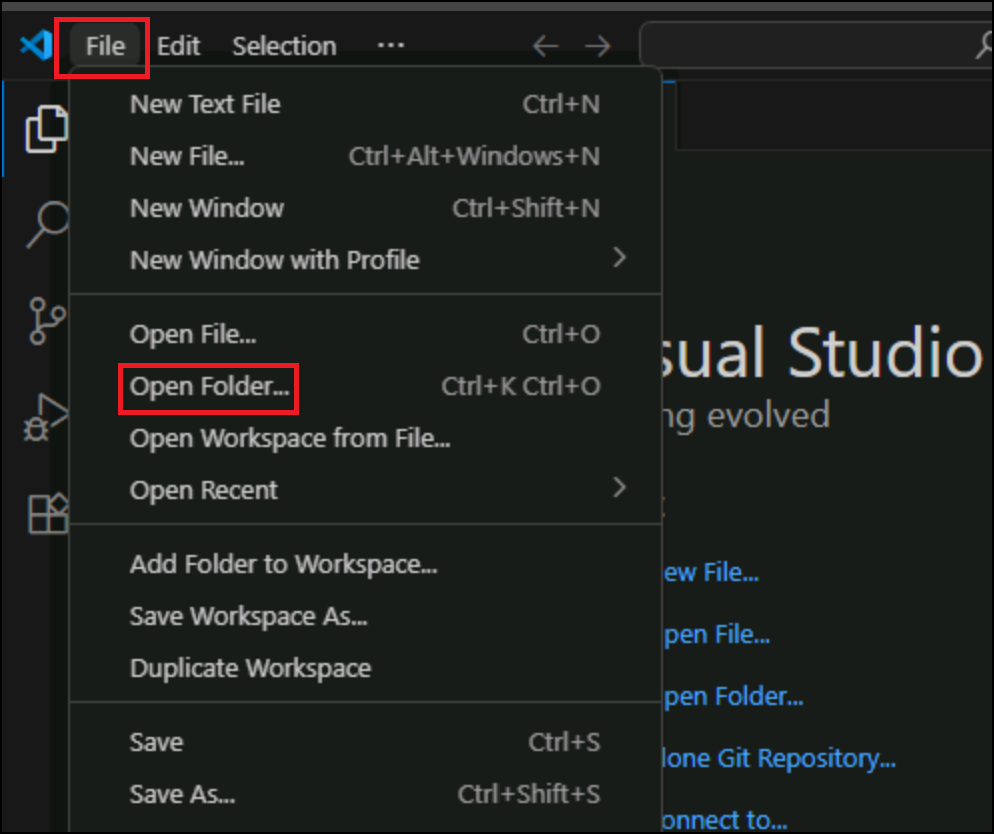 File Edit Selection ...
New Text File Ctrl+N
New File... Ctrl+Alt+Windows+N
New Window Ctrl+Shift+N
New Window with Profile
Open File... Ctrl+O
Open Folder... Ctrl+K Ctrl+O
Open Workspace from File...
Open Recent
Add Folder to Workspace...
Save Workspace As...
Duplicate Workspace
Save Ctrl+S
Save As... Ctrl+Shift+S
sual Studio
ng evolved
ew File...
pen File...
pen Folder...
lone Git Repository...
onnect to...